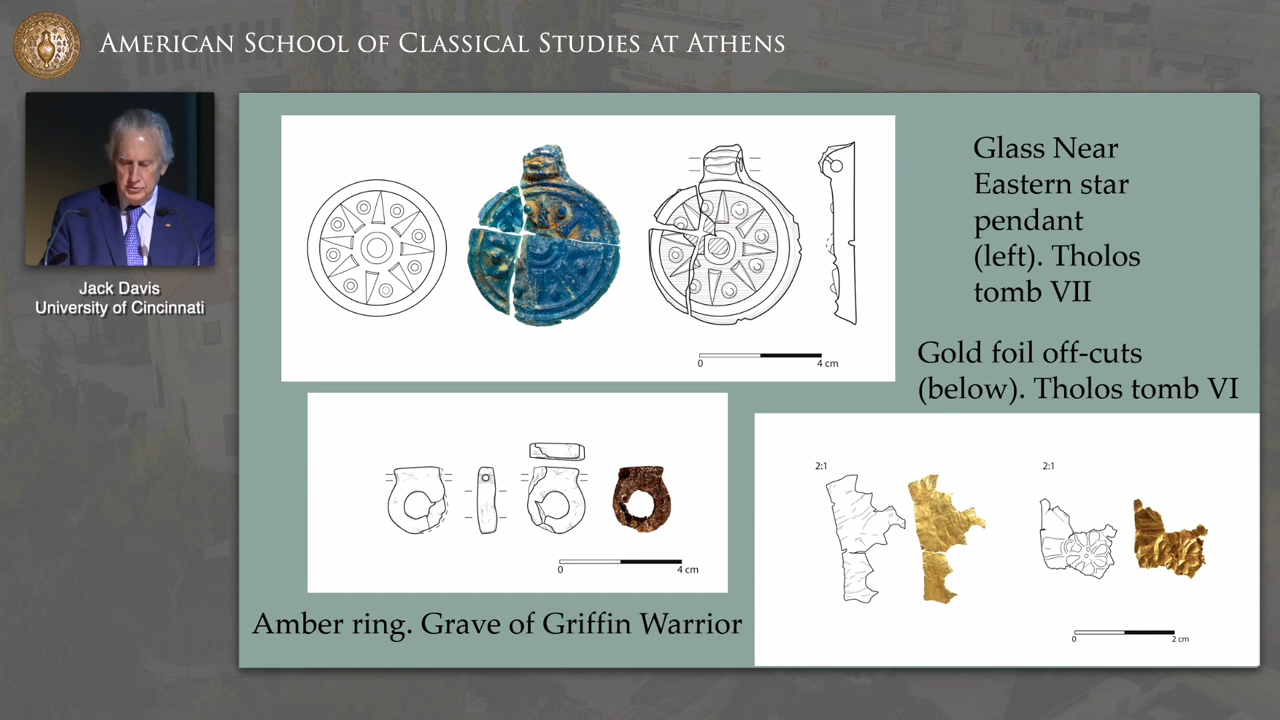 AMERICAN SCHOOL OF CLASSICAL STUDIES AT ATHENS
Jack Davis
University of Cincinnati
0
4 cm
Glass Near
Eastern star
pendant
(left). Tholos
tomb VII
Gold foil off-cuts
(below). Tholos tomb VI
0
4 cm
Amber ring. Grave of Griffin Warrior
2:1
2:1
0
2 cm